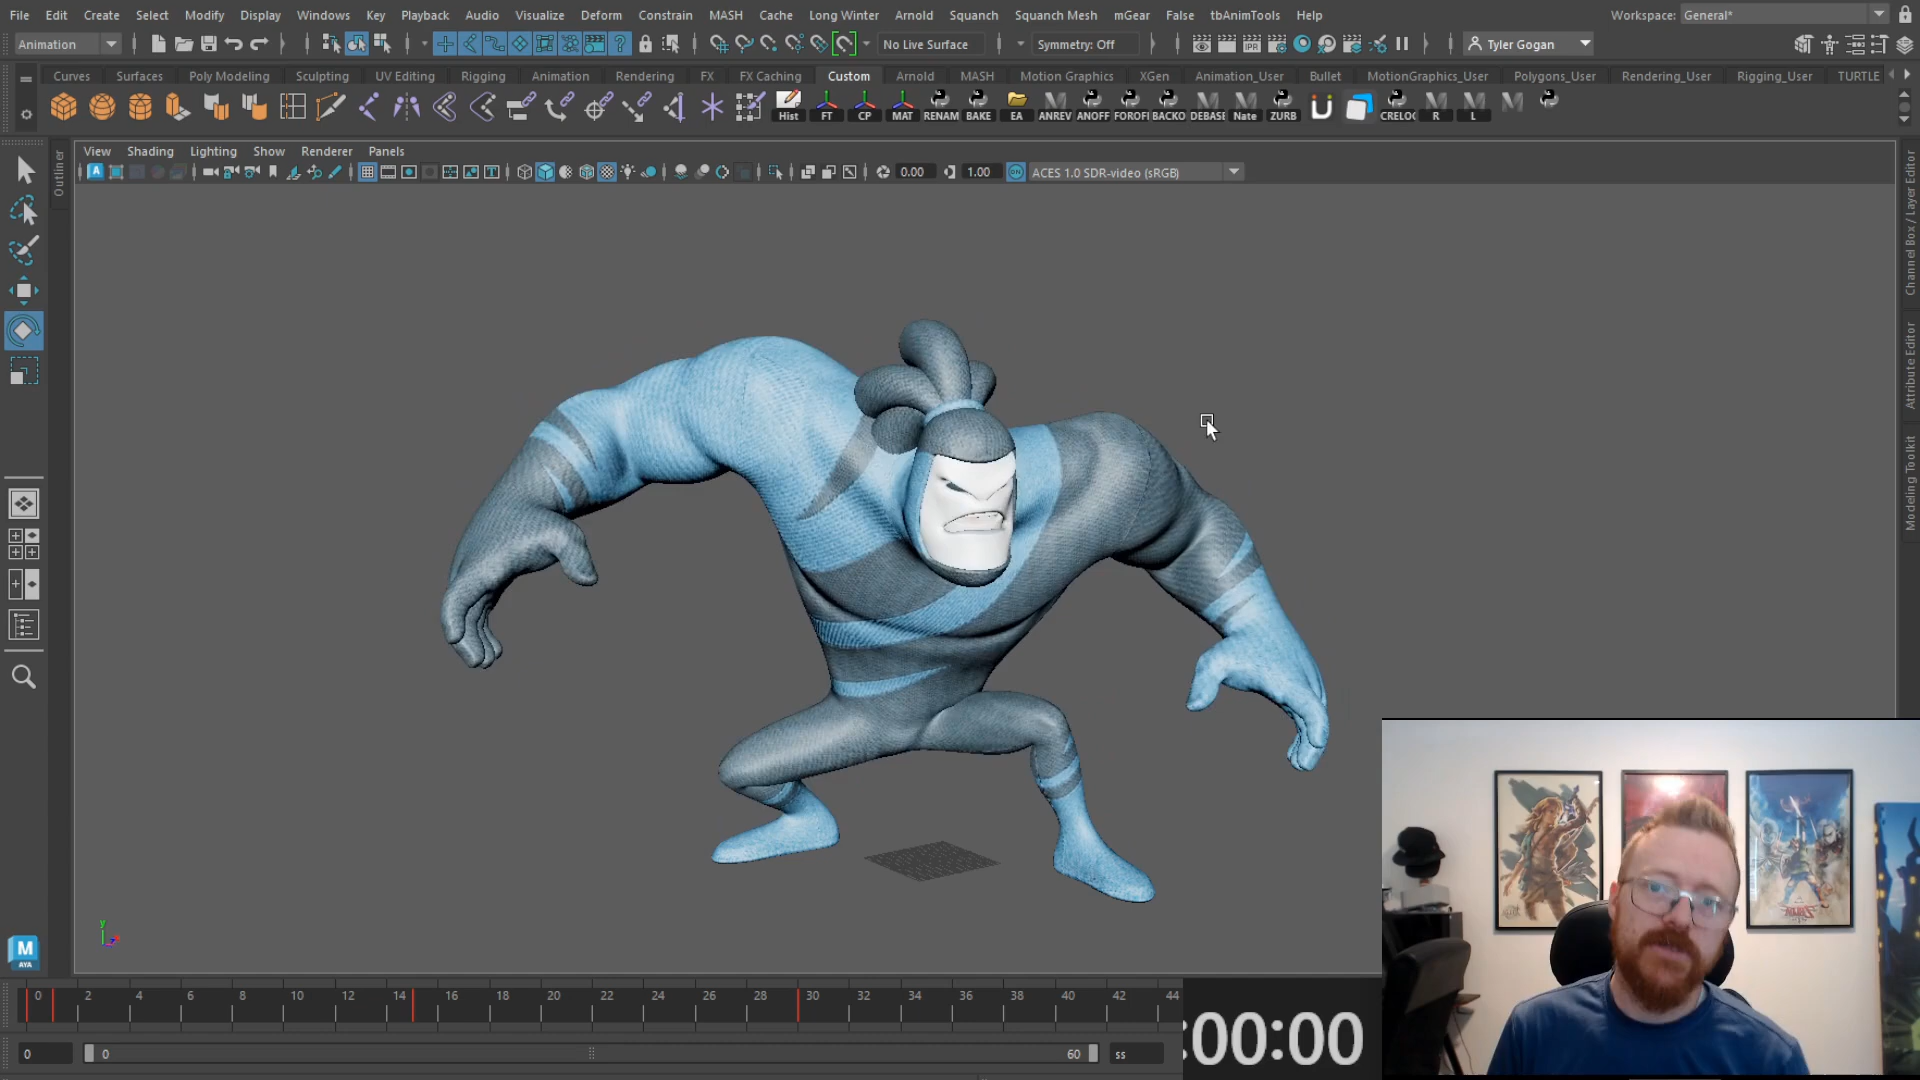 File Edit Create Select Modify Display Windows Key Playback Audio Visualize Deform Constrain MASH Cache Long Winter Arnold Squanch Squanch Mesh mGear False tbAnimTools Help Workspace: General*
Animation No Live Surface Symmetry: Off IPR Tyler Gogan
Curves Surfaces Poly Modeling Sculpting UV Editing Rigging Animation Rendering FX FX Caching Custom Arnold MASH Motion Graphics XGen Animation_User Bullet MotionGraphics_User Polygons_User Rendering_User Rigging_User TURTLE
Hist FT CP MAT RENAM BAKE EA ANREV ANOFF FOROFI BACKO DEBASE Nate ZURB CRELOC R L
View Shading Lighting Show Renderer Panels
0.00 1.00 ACES 1.0 SDR-video (sRGB)
Outliner
Channel Box / Layer Editor
Attribute Editor
Modeling Toolkit
y
M
AYA
0 2 4 6 8 10 12 14 16 18 20 22 24 26 28 30 32 34 36 38 40 42 44
:00:00
0 0 60 ss